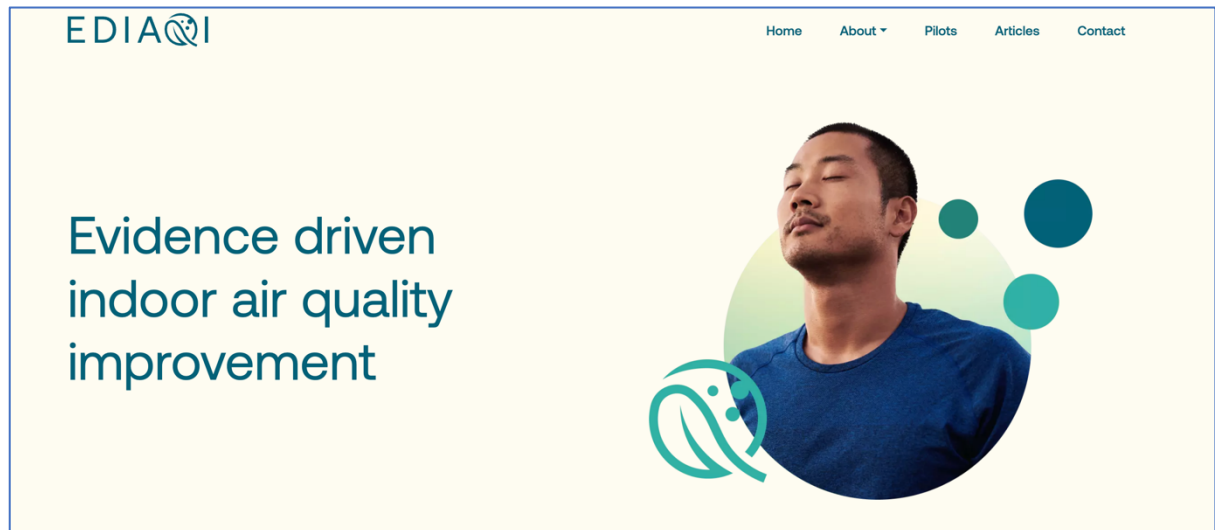 EDIAQI
Home About Pilots Articles Contact
Evidence driven
indoor air quality
improvement